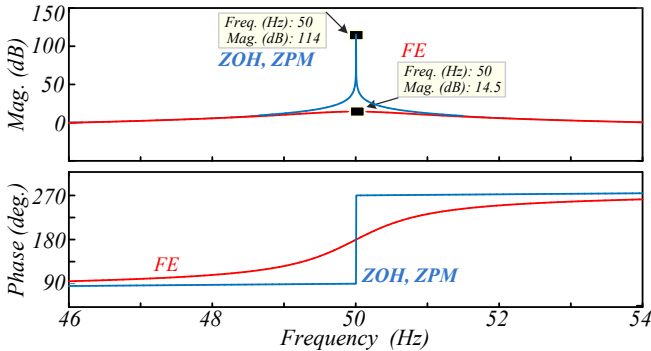 150
100
50
0
Mag. (dB)
Freq. (Hz): 50
Mag. (dB): 114
ZOH, ZPM
FE
Freq. (Hz): 50
Mag. (dB): 14.5
270
180
90
Phase (deg.)
FE
ZOH, ZPM
46
48
50
52
54
Frequency (Hz)